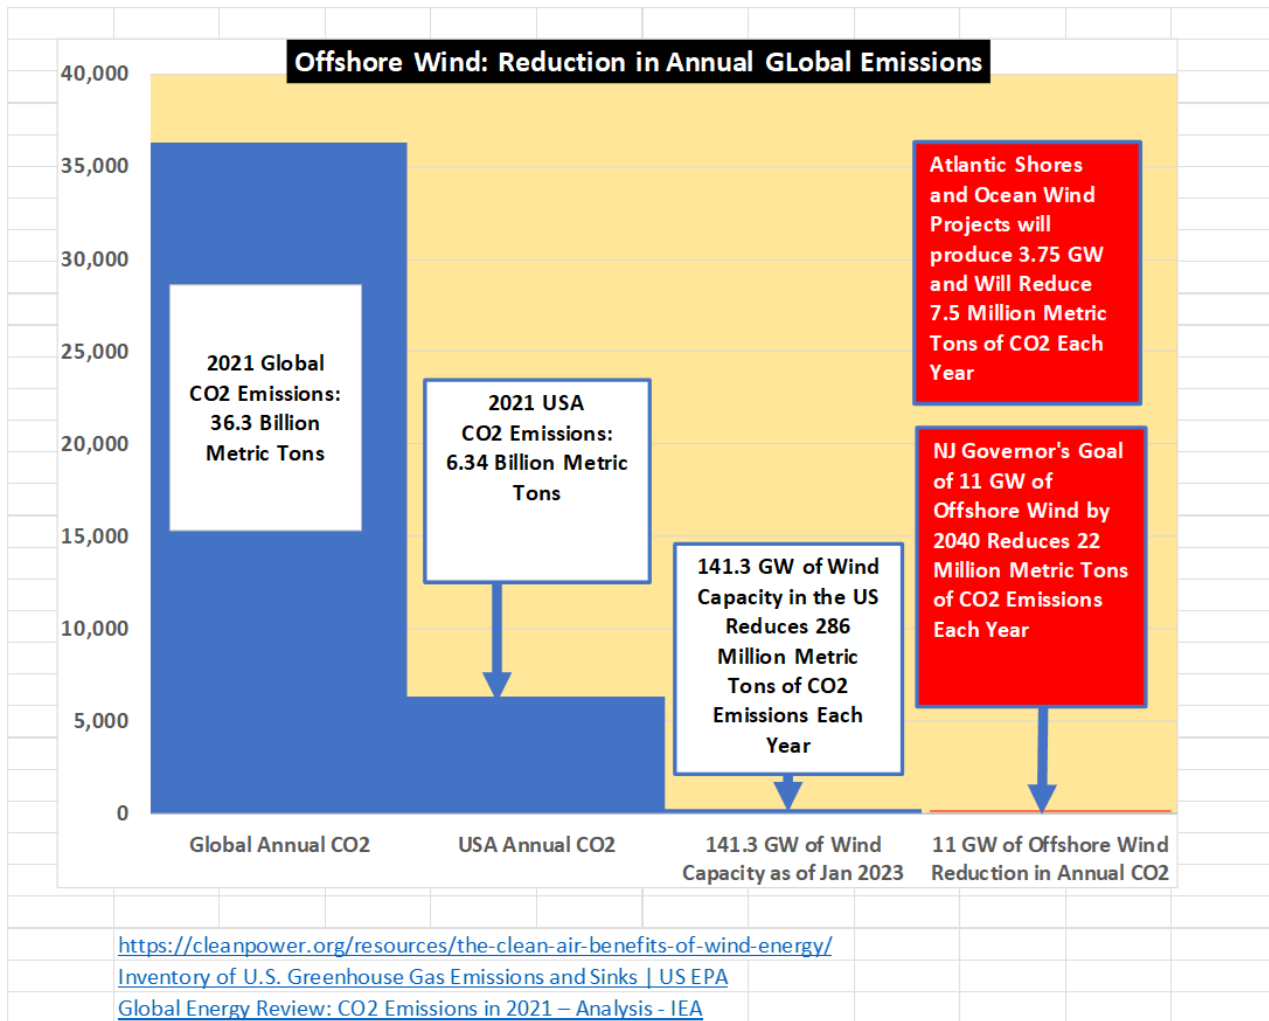 Offshore Wind: Reduction in Annual GLobal Emissions
40,000
35,000
30,000
25,000
20,000
15,000
10,000
5,000
0
2021 Global
CO2 Emissions:
36.3 Billion
Metric Tons
2021 USA
CO2 Emissions:
6.34 Billion Metric
Tons
141.3 GW of Wind
Capacity in the US
Reduces 286
Million Metric
Tons of CO2
Emissions Each
Year
Atlantic Shores
and Ocean Wind
Projects will
produce 3.75 GW
and Will Reduce
7.5 Million Metric
Tons of CO2 Each
Year
NJ Governor's Goal
of 11 GW of
Offshore Wind by
2040 Reduces 22
Million Metric Tons
of CO2 Emissions
Each Year
Global Annual CO2
USA Annual CO2
141.3 GW of Wind
Capacity as of Jan 2023
11 GW of Offshore Wind
Reduction in Annual CO2
https://cleanpower.org/resources/the-clean-air-benefits-of-wind-energy/
Inventory of U.S. Greenhouse Gas Emissions and Sinks | US EPA
Global Energy Review: CO2 Emissions in 2021 – Analysis - IEA